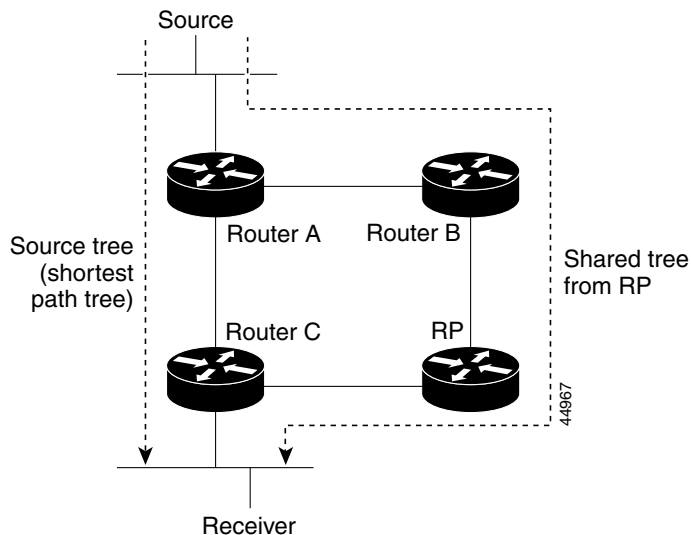 Source
Router A
Router B
Source tree
(shortest
path tree)
Shared tree
from RP
Router C
RP
44967
Receiver